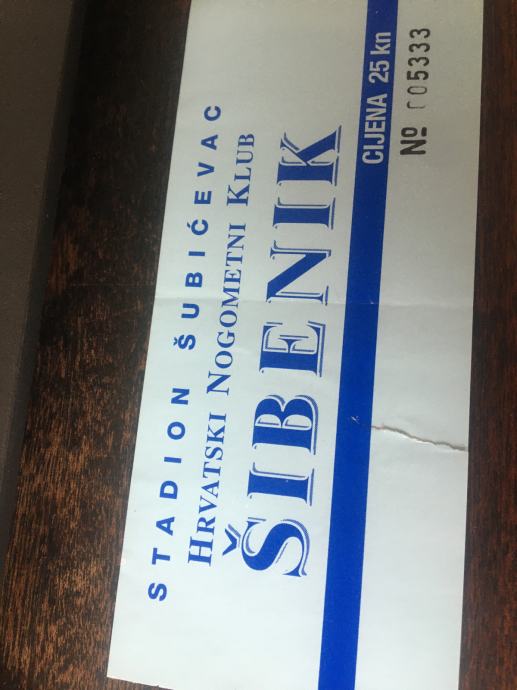 STADION ŠUBIĆEVAC
HRVATSKI NOGOMETNI KLUB
ŠIBENIK
CIJENA 25 kn
Nº 005333